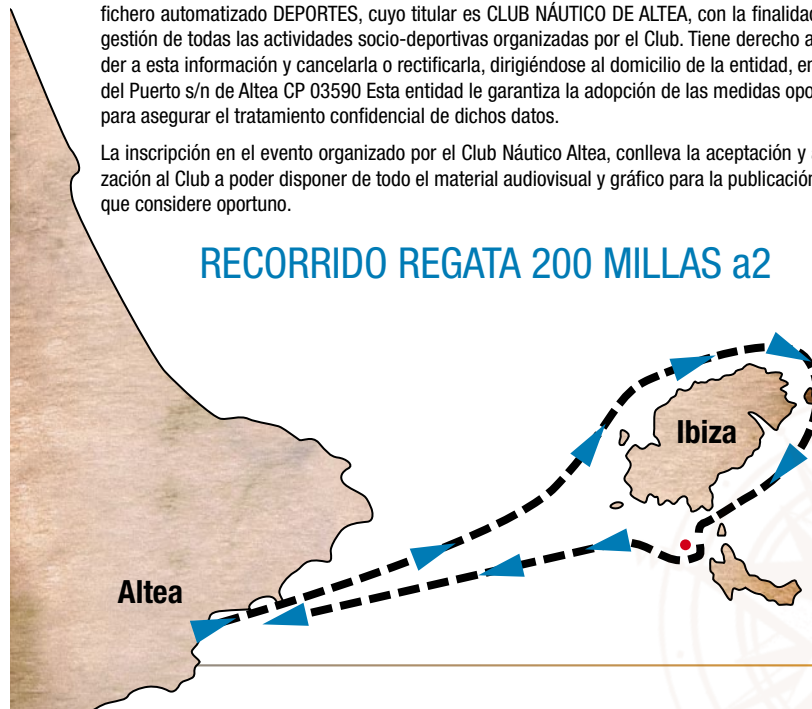 fichero automatizado DEPORTES, cuyo titular es CLUB NÁUTICO DE ALTEA, con la finalidad
gestión de todas las actividades socio-deportivas organizadas por el Club. Tiene derecho a
der a esta información y cancelarla o rectificarla, dirigiéndose al domicilio de la entidad, en
del Puerto s/n de Altea CP 03590 Esta entidad le garantiza la adopción de las medidas opo
para asegurar el tratamiento confidencial de dichos datos.
La inscripción en el evento organizado por el Club Náutico Altea, conlleva la aceptación y
zación al Club a poder disponer de todo el material audiovisual y gráfico para la publicación
que considere oportuno.
RECORRIDO REGATA 200 MILLAS a2
Ibiza
Altea